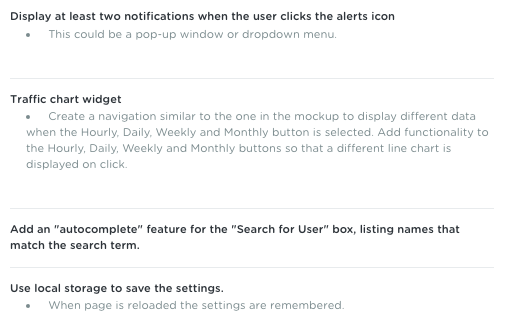 Display at least two notifications when the user clicks the alerts icon
• This could be a pop-up window or dropdown menu.
Traffic chart widget
• Create a navigation similar to the one in the mockup to display different data
when the Hourly, Daily, Weekly and Monthly button is selected. Add functionality to
the Hourly, Daily, Weekly and Monthly buttons so that a different line chart is
displayed on click.
Add an "autocomplete" feature for the "Search for User" box, listing names that
match the search term.
Use local storage to save the settings.
• When page is reloaded the settings are remembered.